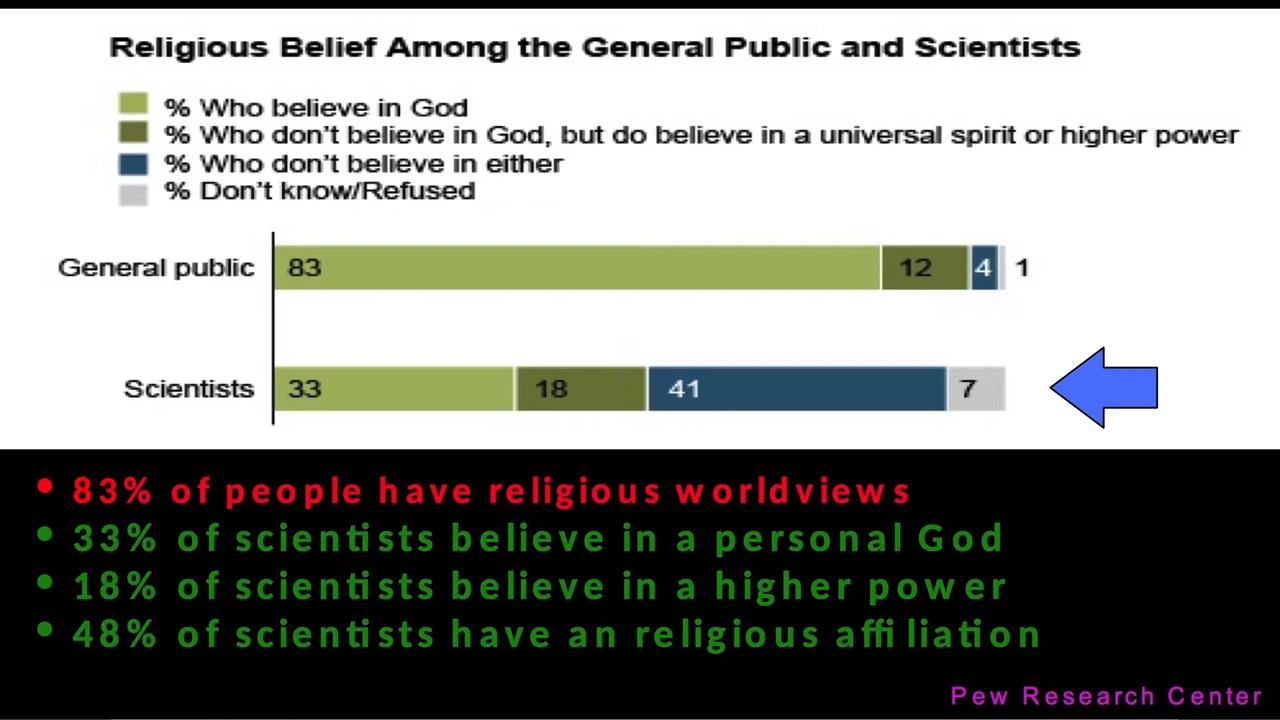 Religious Belief Among the General Public and Scientists
% Who believe in God
% Who don't believe in God, but do believe in a universal spirit or higher power
% Who don't believe in either
% Don't know/Refused
General public 83 12 4 1
Scientists 33 18 41 7
• 83% of people have religious worldviews
• 33% of scientists believe in a personal God
• 18% of scientists believe in a higher power
• 48% of scientists have an religious affiliation
Pew Research Center